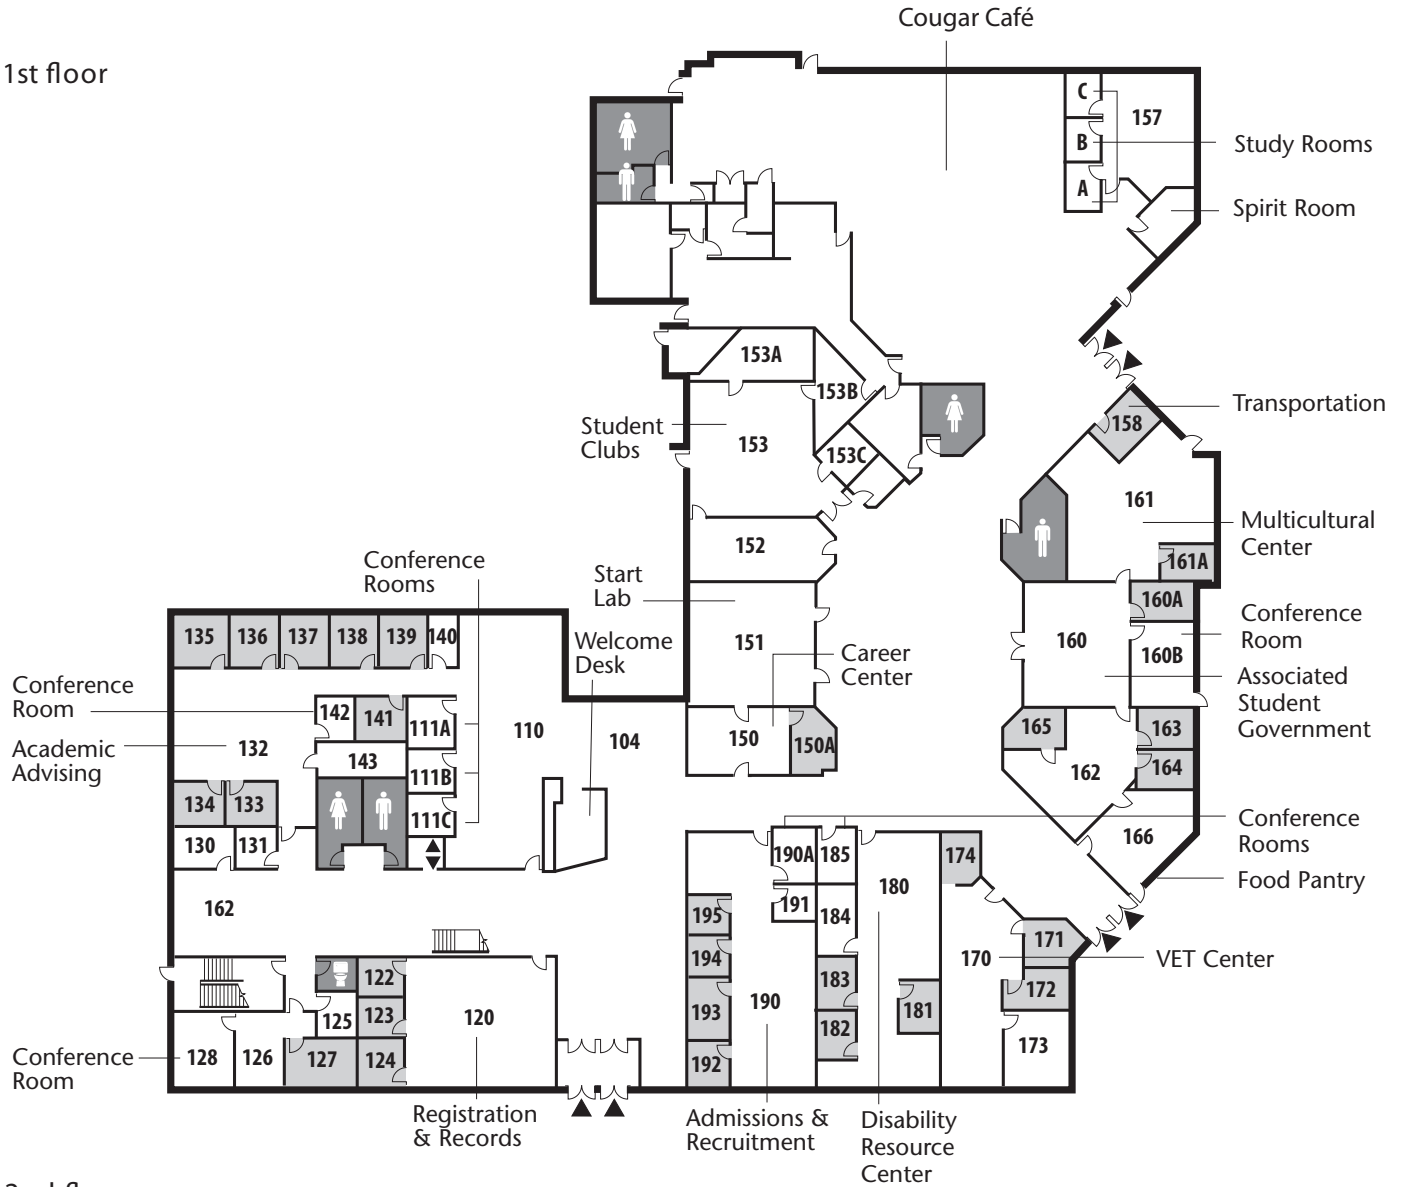 Cougar Café
1st floor
C
157
B
Study Rooms
A
Spirit Room
153A
153B
Transportation
158
Student
Clubs
153
153C
161
Multicultural
Center
152
161A
Conference
Rooms
Start
Lab
160A
135
136
137
138
139
140
Welcome
Desk
151
160
160B
Conference
Room
Career
Center
Associated
Student
Government
Conference
Room
142
141
111A
110
104
150
150A
165
163
Academic
Advising
132
143
111B
162
164
134
133
111C
130
131
190A
185
166
Conference
Rooms
174
180
Food Pantry
162
195
191
184
171
194
170
VET Center
122
183
172
193
190
181
125
123
120
182
173
Conference
Room
128
126
127
124
192
Registration
& Records
Admissions &
Recruitment
Disability
Resource
Center